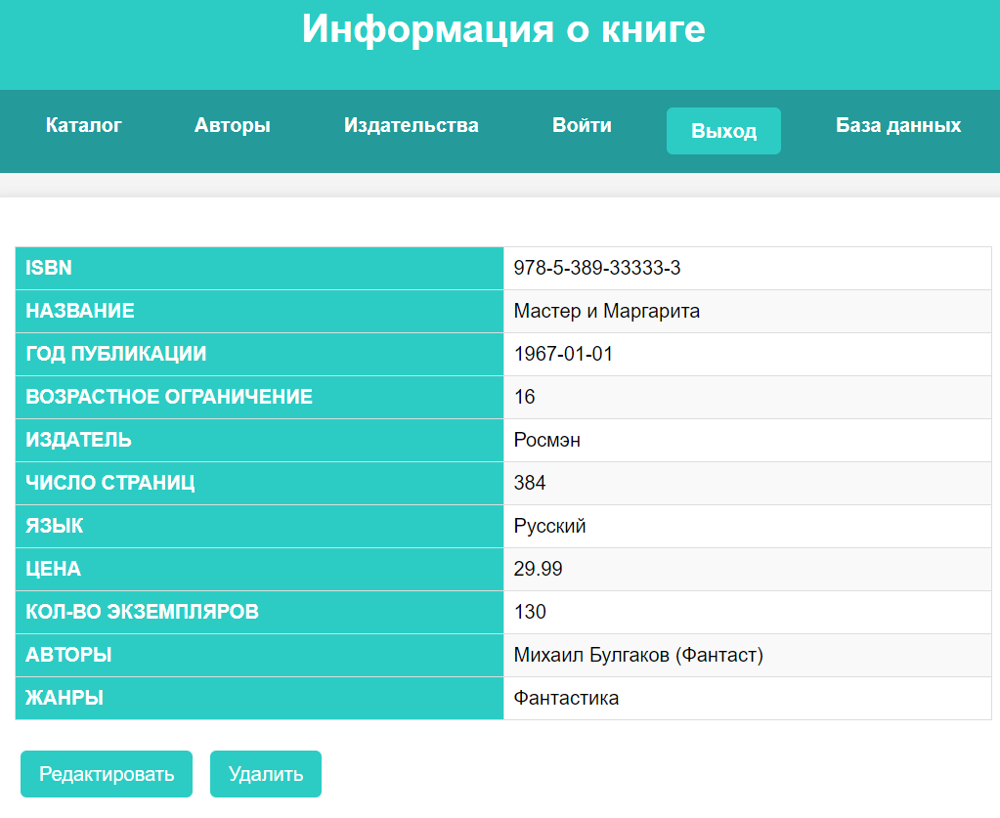 Информация о книге
Каталог Авторы Издательства Войти Выход База данных
ISBN 978-5-389-33333-3
НАЗВАНИЕ Мастер и Маргарита
ГОД ПУБЛИКАЦИИ 1967-01-01
ВОЗРАСТНОЕ ОГРАНИЧЕНИЕ 16
ИЗДАТЕЛЬ Росмэн
ЧИСЛО СТРАНИЦ 384
ЯЗЫК Русский
ЦЕНА 29.99
КОЛ-ВО ЭКЗЕМПЛЯРОВ 130
АВТОРЫ Михаил Булгаков (Фантаст)
ЖАНРЫ Фантастика
Редактировать Удалить